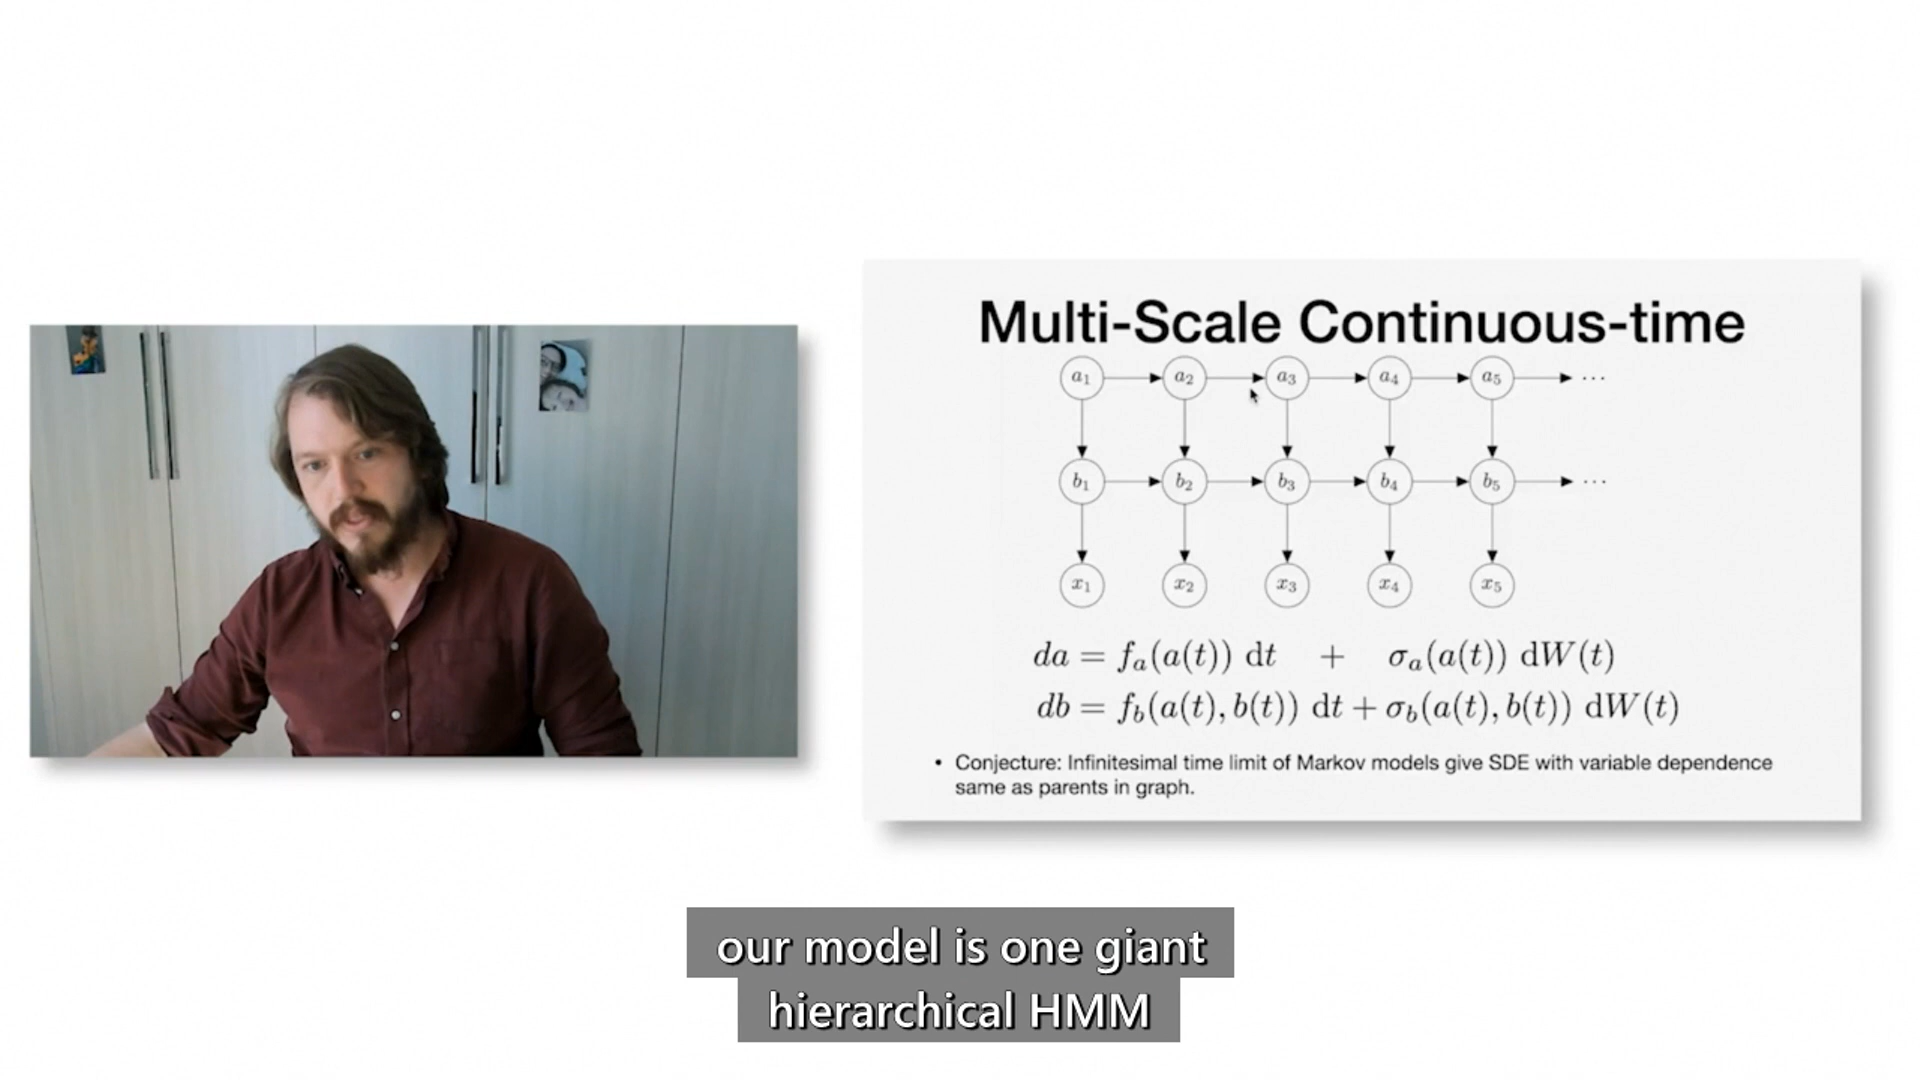 Multi-Scale Continuous-time
a₁ a₂ a₃ a₄ a₅ ···
b₁ b₂ b₃ b₄ b₅ ···
x₁ x₂ x₃ x₄ x₅
da = fₐ(a(t)) dt + σₐ(a(t)) dW(t)
db = f_b(a(t), b(t)) dt + σ_b(a(t), b(t)) dW(t)
• Conjecture: Infinitesimal time limit of Markov models give SDE with variable dependence
same as parents in graph.
our model is one giant
hierarchical HMM